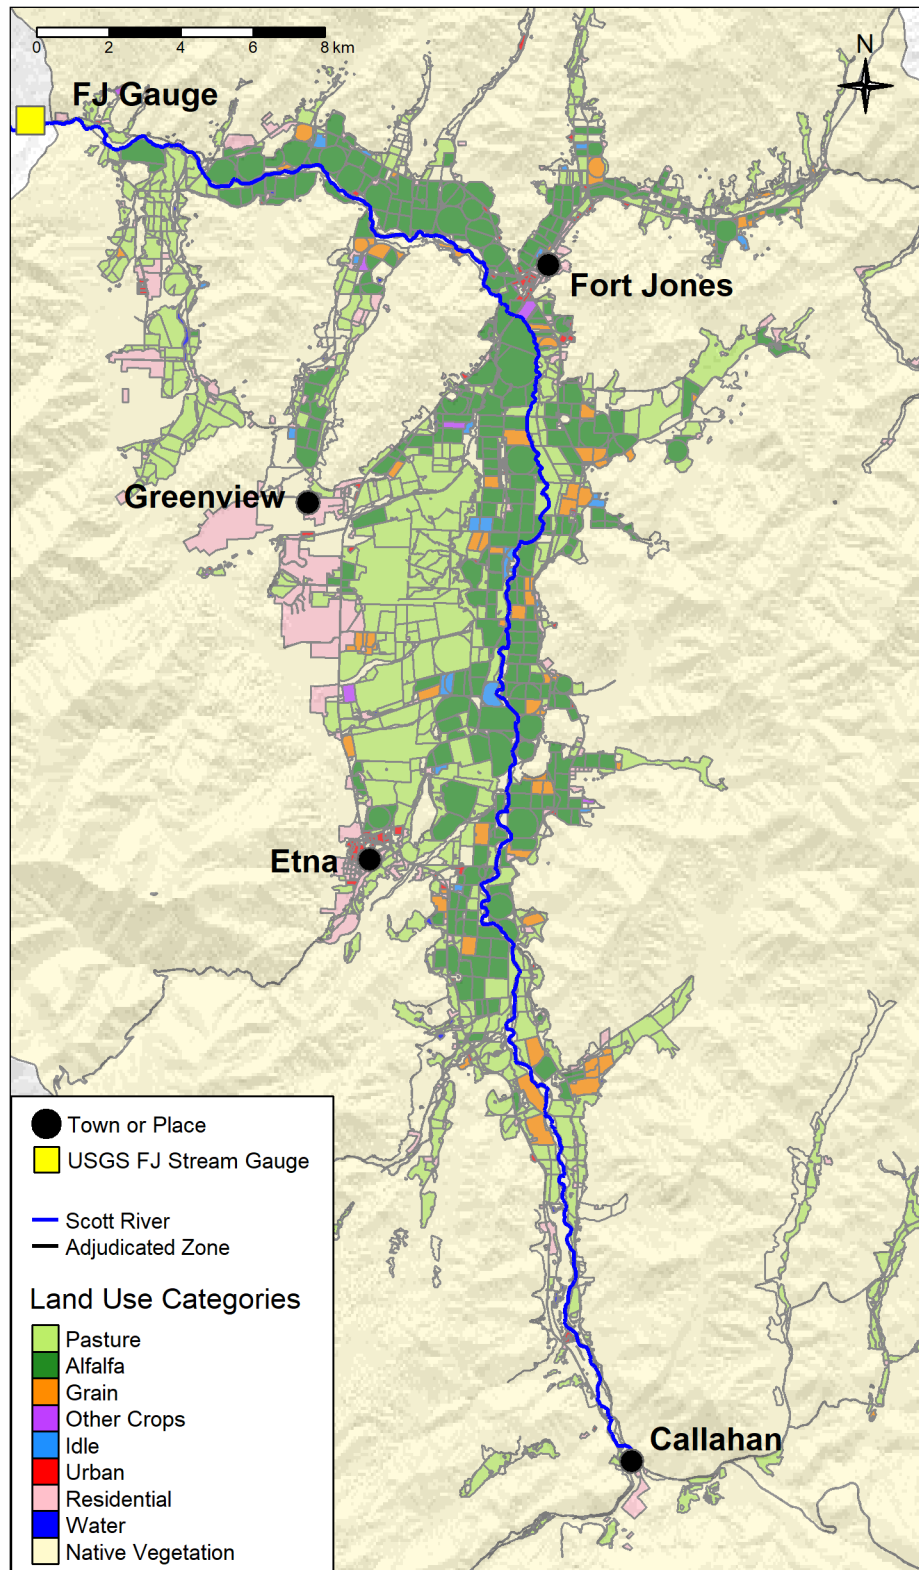 0 2 4 6 8 km
N
FJ Gauge
Fort Jones
Greenview
Etna
Callahan
Town or Place
USGS FJ Stream Gauge
Scott River
Adjudicated Zone
Land Use Categories
Pasture
Alfalfa
Grain
Other Crops
Idle
Urban
Residential
Water
Native Vegetation